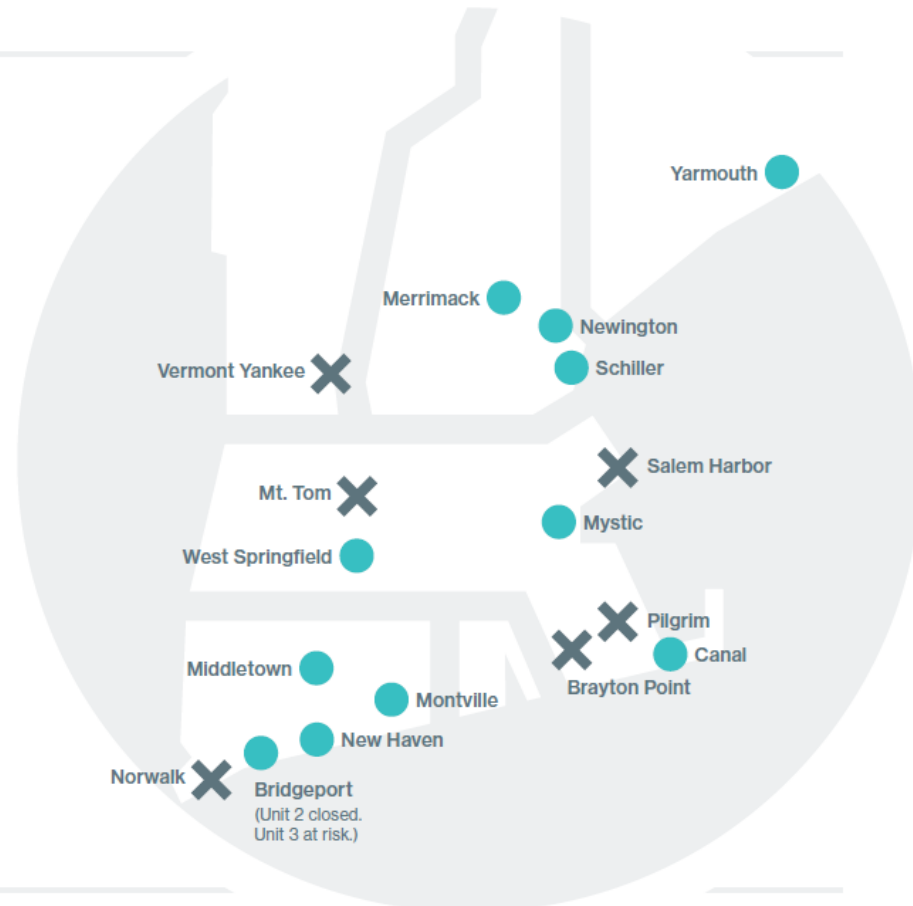 Yarmouth
Merrimack
Newington
Schiller
Vermont Yankee
Salem Harbor
Mt. Tom
Mystic
West Springfield
Pilgrim
Canal
Brayton Point
Middletown
Montville
New Haven
Norwalk
Bridgeport
(Unit 2 closed.
Unit 3 at risk.)